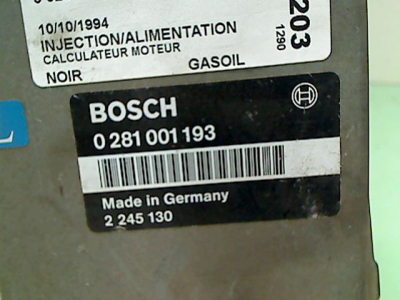 10/10/1994
INJECTION/ALIMENTATION
CALCULATEUR MOTEUR
NOIR GASOIL
203
1290
BOSCH
0 281 001 193
Made in Germany
2 245 130